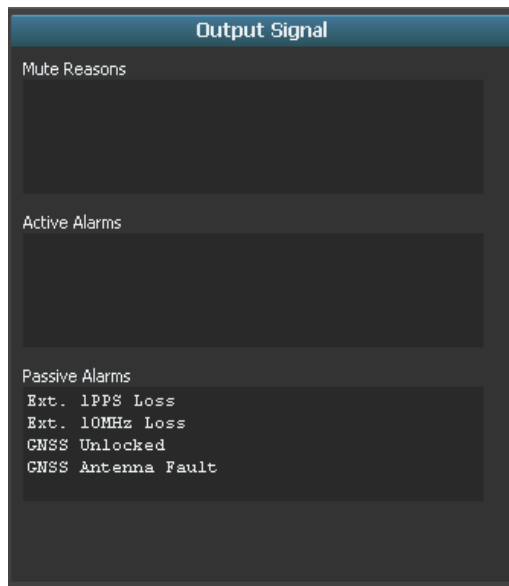 Output Signal
Mute Reasons
Active Alarms
Passive Alarms
Ext. 1PPS Loss
Ext. 10MHz Loss
GNSS Unlocked
GNSS Antenna Fault